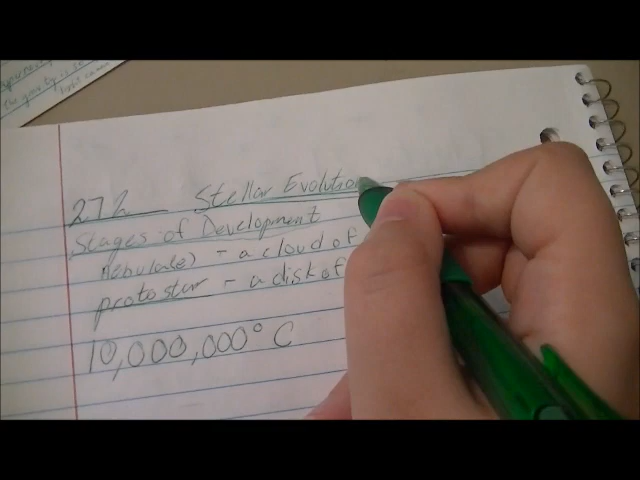 27.2 Stellar Evolution
Stages of Development
Nebula(e) - a cloud of
protostar - a disk of
10,000,000° C